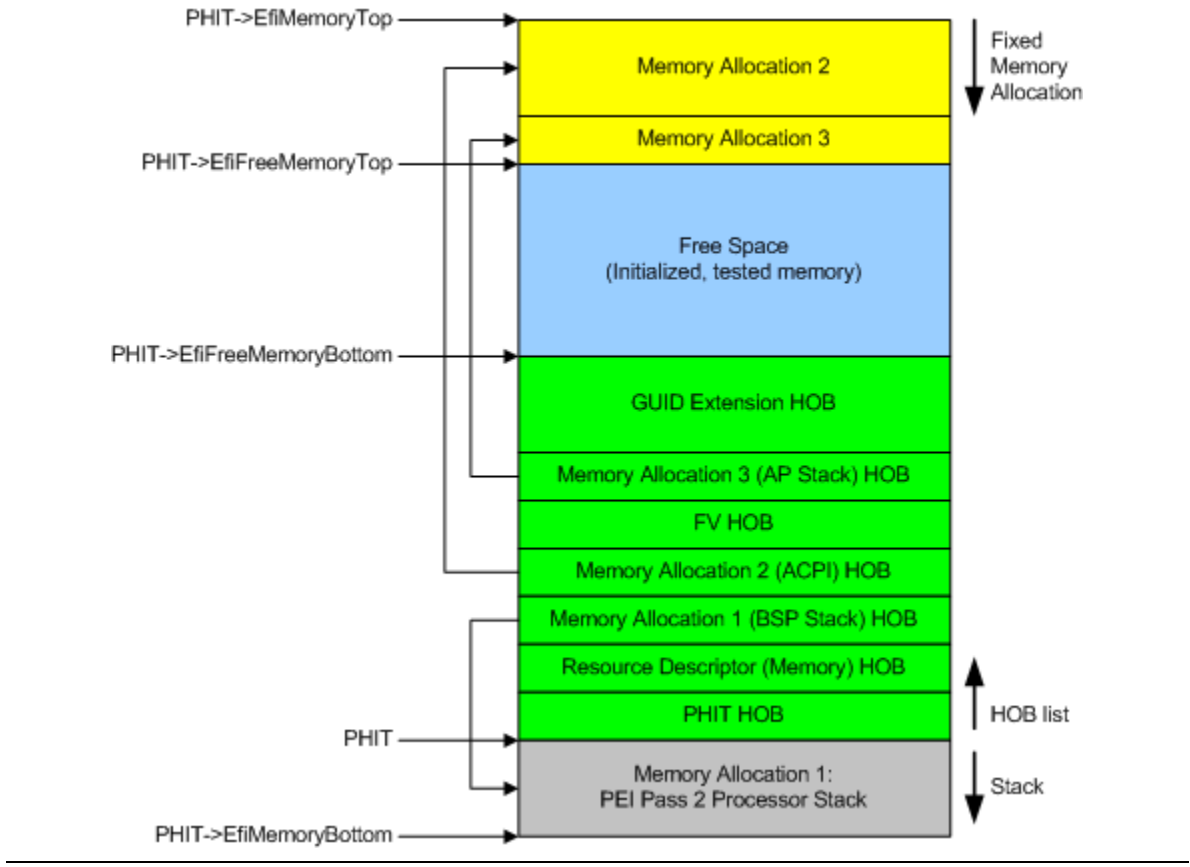 PHIT->EfiMemoryTop
Memory Allocation 2
Fixed
Memory
Allocation
Memory Allocation 3
PHIT->EfiFreeMemoryTop
Free Space
(Initialized, tested memory)
PHIT->EfiFreeMemoryBottom
GUID Extension HOB
Memory Allocation 3 (AP Stack) HOB
FV HOB
Memory Allocation 2 (ACPI) HOB
Memory Allocation 1 (BSP Stack) HOB
Resource Descriptor (Memory) HOB
PHIT HOB
HOB list
PHIT
Memory Allocation 1:
PEI Pass 2 Processor Stack
Stack
PHIT->EfiMemoryBottom